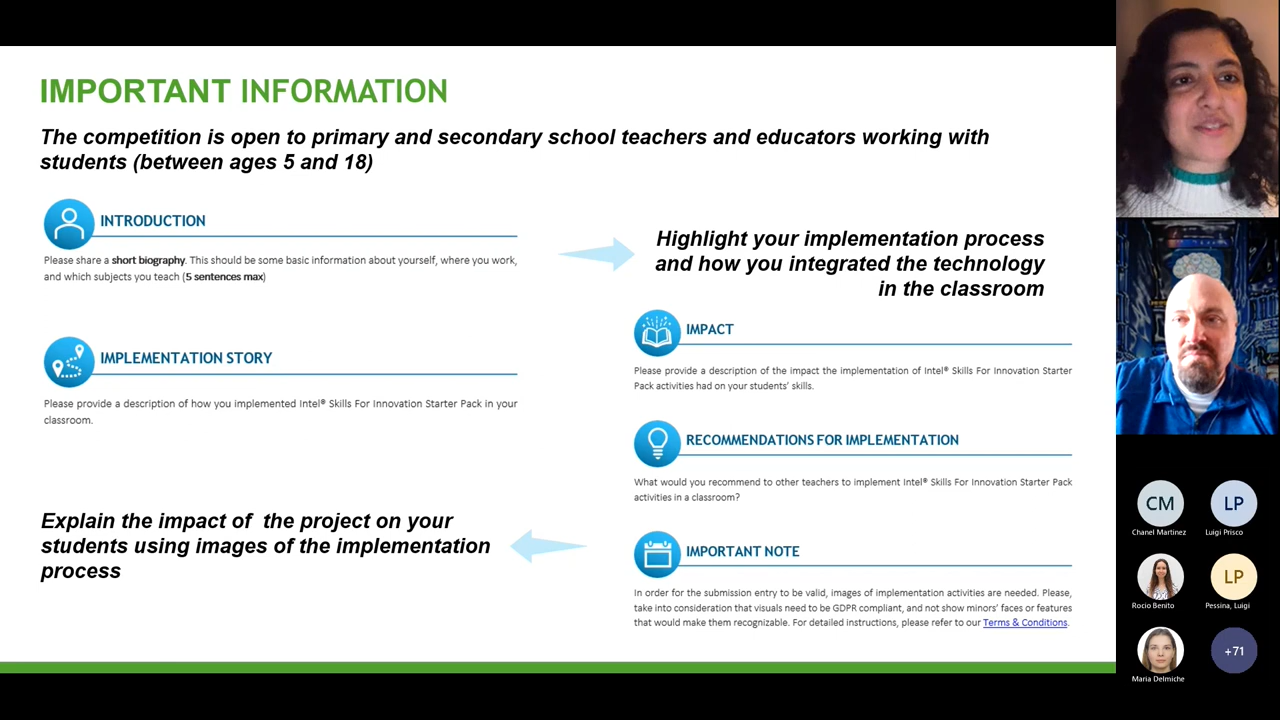 IMPORTANT INFORMATION
The competition is open to primary and secondary school teachers and educators working with
students (between ages 5 and 18)
INTRODUCTION
Please share a short biography. This should be some basic information about yourself, where you work,
and which subjects you teach (5 sentences max)
IMPLEMENTATION STORY
Please provide a description of how you implemented Intel® Skills For Innovation Starter Pack in your
classroom.
Explain the impact of  the project on your
students using images of the implementation
process
Highlight your implementation process
and how you integrated the technology
in the classroom
IMPACT
Please provide a description of the impact the implementation of Intel® Skills For Innovation Starter
Pack activities had on your students' skills.
RECOMMENDATIONS FOR IMPLEMENTATION
What would you recommend to other teachers to implement Intel® Skills For Innovation Starter Pack
activities in a classroom?
IMPORTANT NOTE
In order for the submission entry to be valid, images of implementation activities are needed. Please,
take into consideration that visuals need to be GDPR compliant, and not show minors' faces or features
that would make them recognizable. For detailed instructions, please refer to our Terms & Conditions.
CM
LP
Chanel Martinez
Luigi Prisco
LP
Rocio Benito
Pessina, Luigi
+71
Maria Delmiche